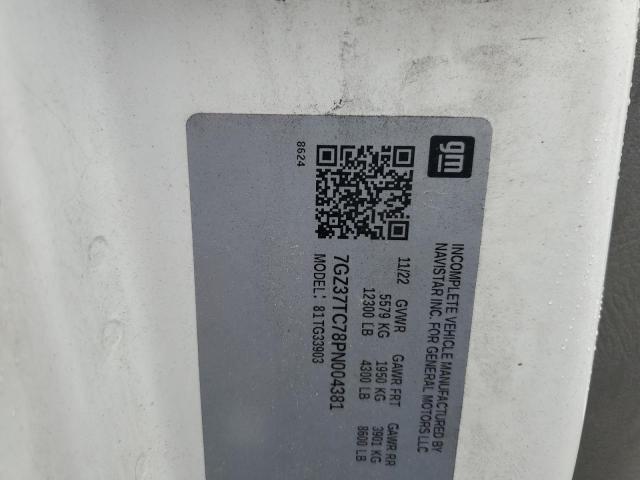 gm
INCOMPLETE VEHICLE MANUFACTURED BY
NAVISTAR INC. FOR GENERAL MOTORS LLC
11/22 GVWR GAWR FRT GAWR RR
5579 KG 1950 KG 3901 KG
12300 LB 4300 LB 8600 LB
7GZ37TC78PN004381
MODEL: 81TG33903
8624